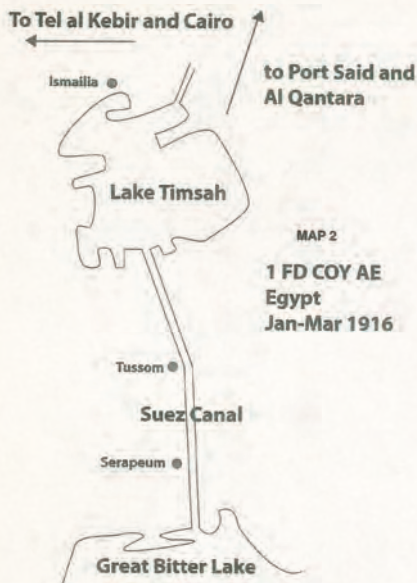 To Tel al Kebir and Cairo
Ismailia
to Port Said and
Al Qantara
Lake Timsah
MAP 2
1 FD COY AE
Egypt
Jan-Mar 1916
Tussom
Suez Canal
Serapeum
Great Bitter Lake